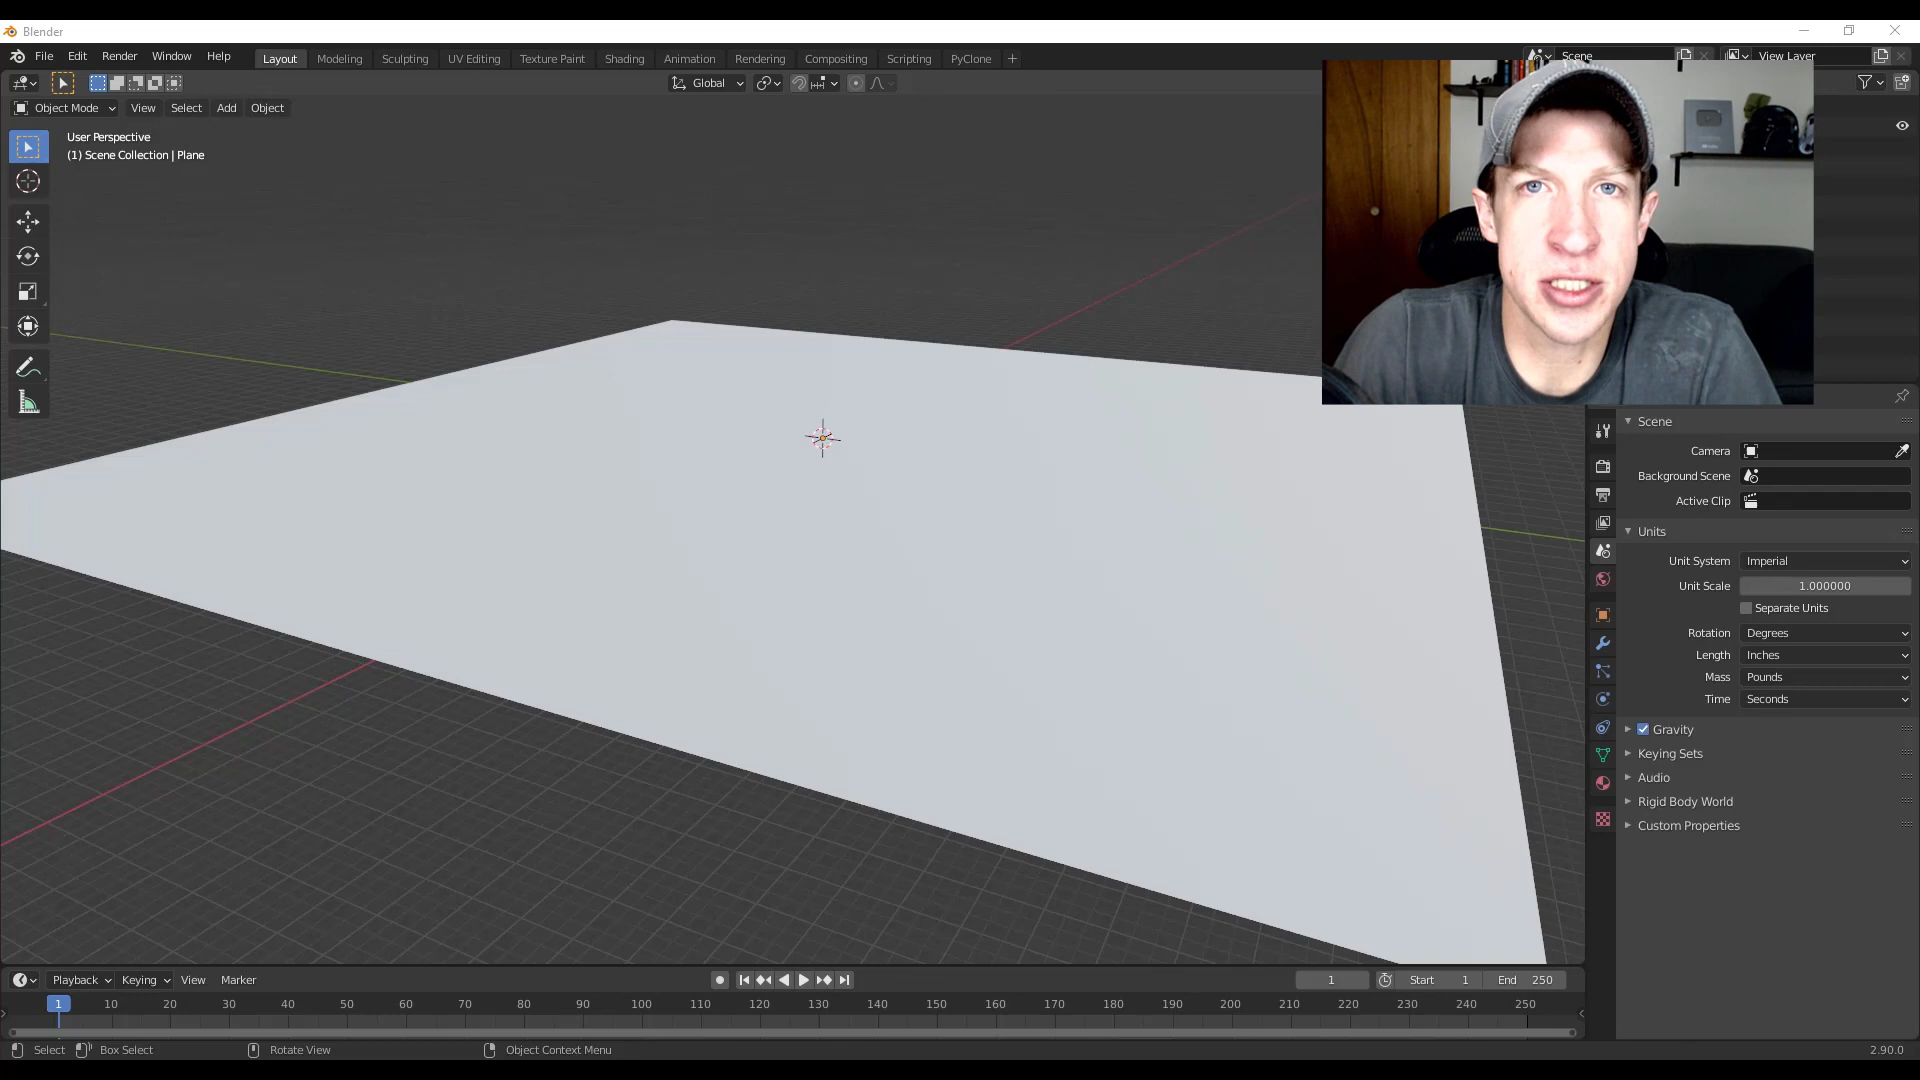 Blender
File Edit Render Window Help Layout Modeling Sculpting UV Editing Texture Paint Shading Animation Rendering Compositing Scripting PyClone + Scene View Layer
Global
Object Mode View Select Add Object
User Perspective
(1) Scene Collection | Plane
Scene
Camera
Background Scene
Active Clip
Units
Unit System Imperial
Unit Scale 1.000000
Separate Units
Rotation Degrees
Length Inches
Mass Pounds
Time Seconds
Gravity
Keying Sets
Audio
Rigid Body World
Custom Properties
Playback Keying View Marker 1 Start 1 End 250
1 10 20 30 40 50 60 70 80 90 100 110 120 130 140 150 160 170 180 190 200 210 220 230 240 250
Select Box Select Rotate View Object Context Menu 2.90.0